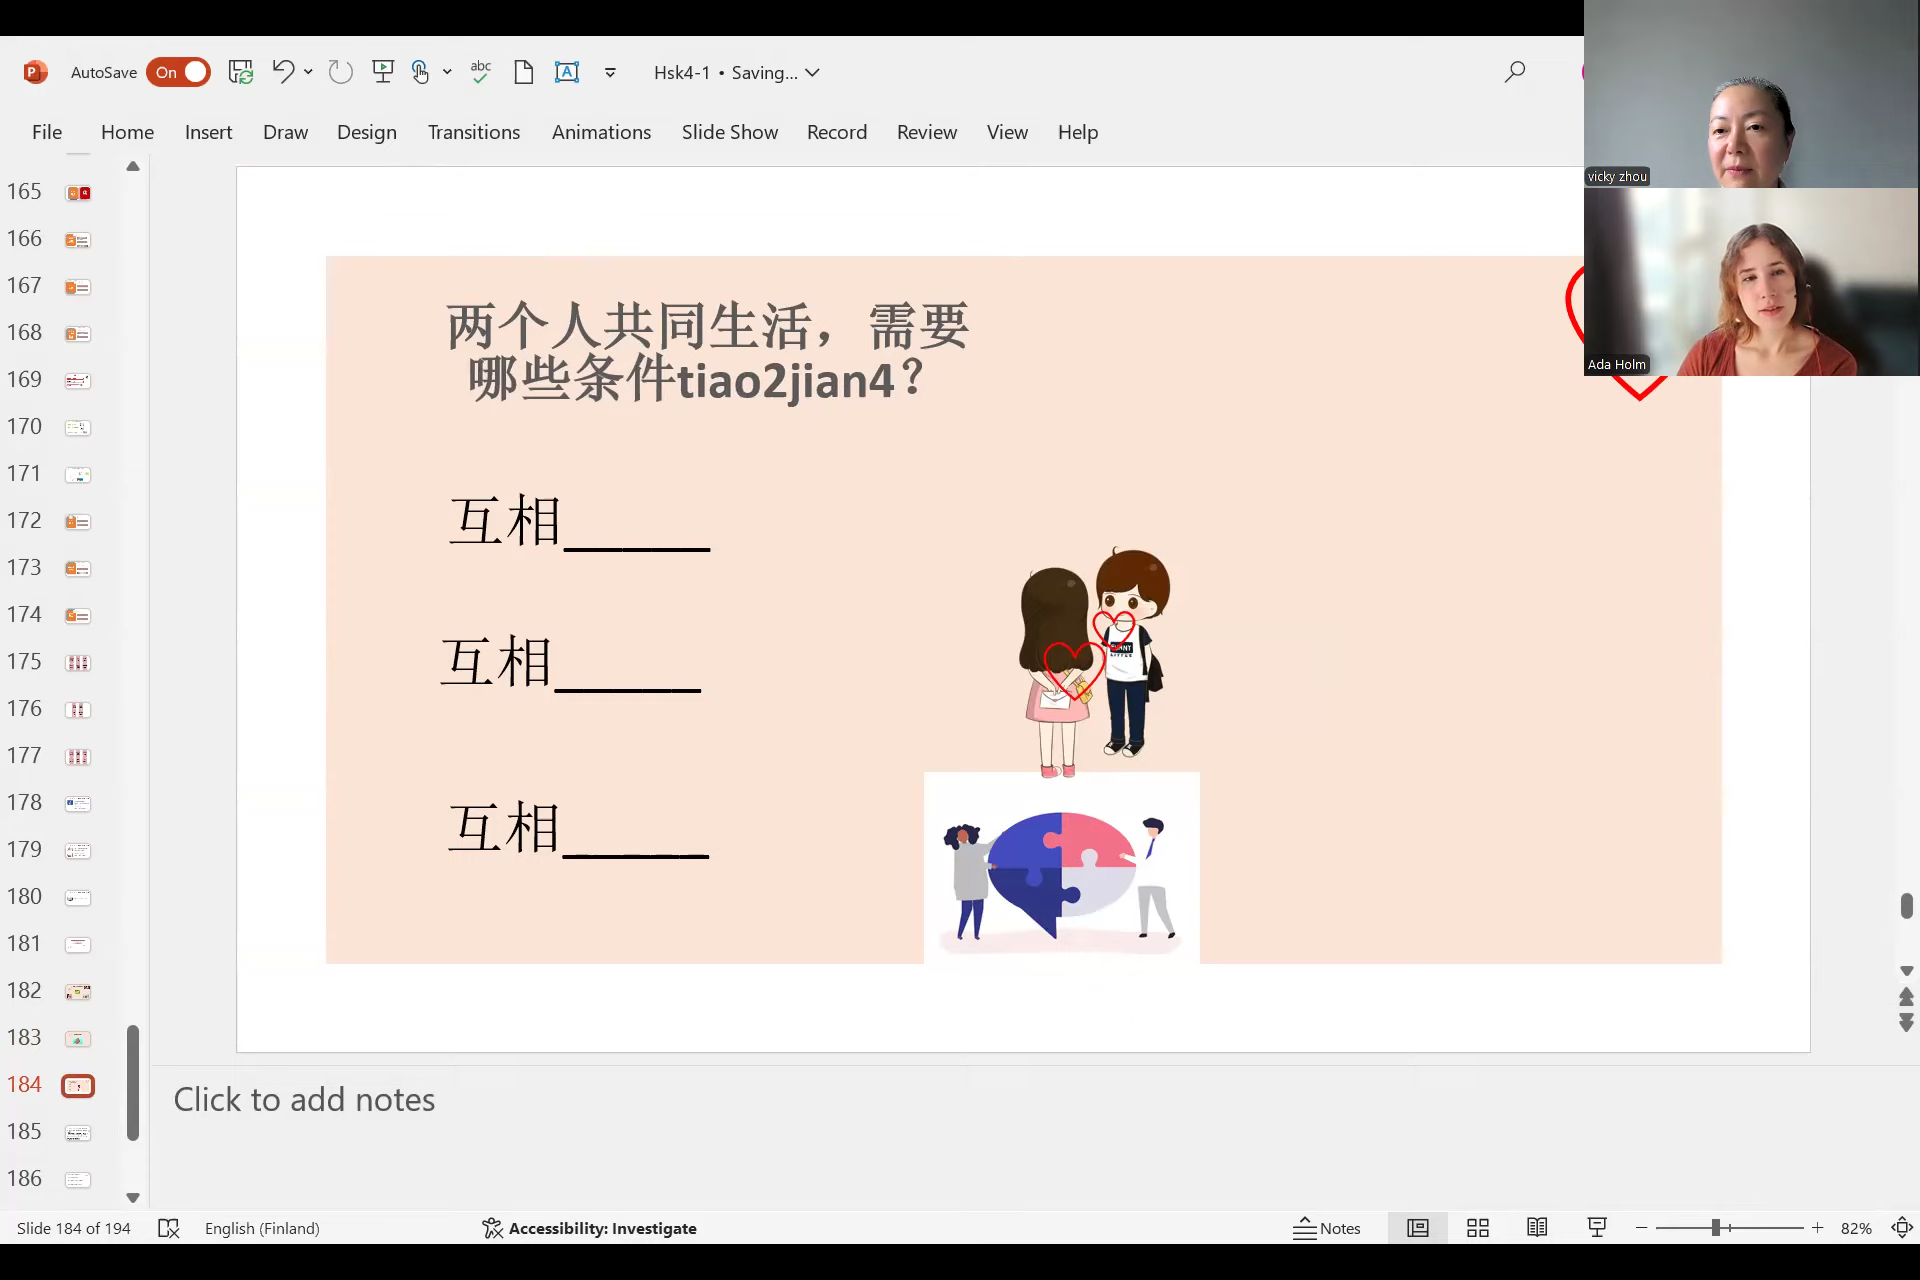 AutoSave On abc A Hsk4-1 • Saving...
File Home Insert Draw Design Transitions Animations Slide Show Record Review View Help
vicky zhou
Ada Holm
165
166
167
168
169
170
171
172
173
174
175
176
177
178
179
180
181
182
183
184
185
186
两个人共同生活，需要
哪些条件tiao2jian4？
互相_____
互相_____
互相_____
Click to add notes
Slide 184 of 194 English (Finland) Accessibility: Investigate Notes 82%